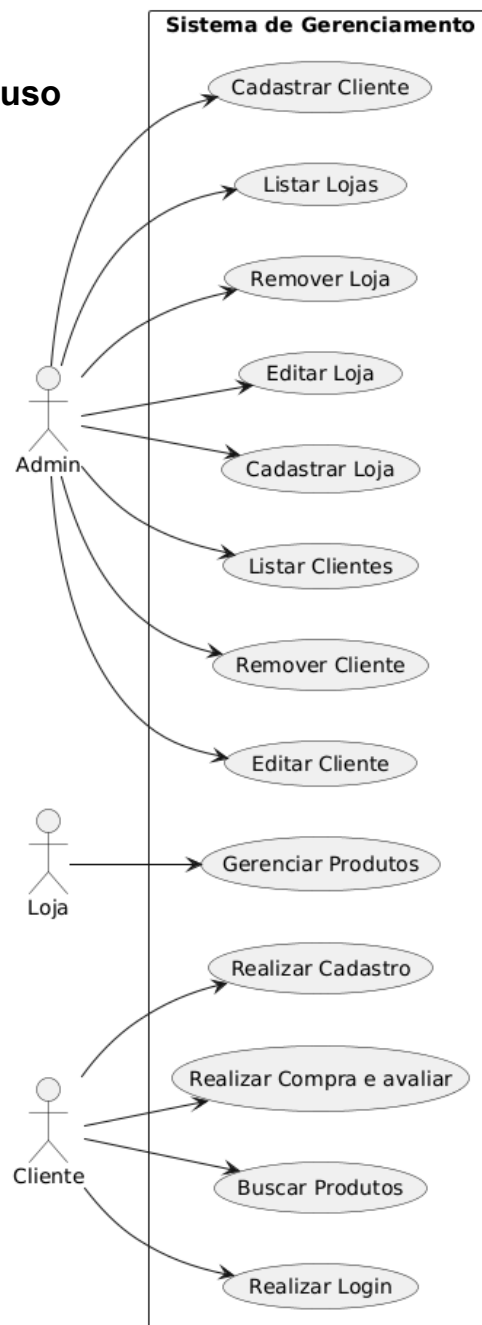 Sistema de Gerenciamento
uso
Cadastrar Cliente
Listar Lojas
Remover Loja
Editar Loja
Admin
Cadastrar Loja
Listar Clientes
Remover Cliente
Editar Cliente
Gerenciar Produtos
Loja
Realizar Cadastro
Realizar Compra e avaliar
Cliente
Buscar Produtos
Realizar Login